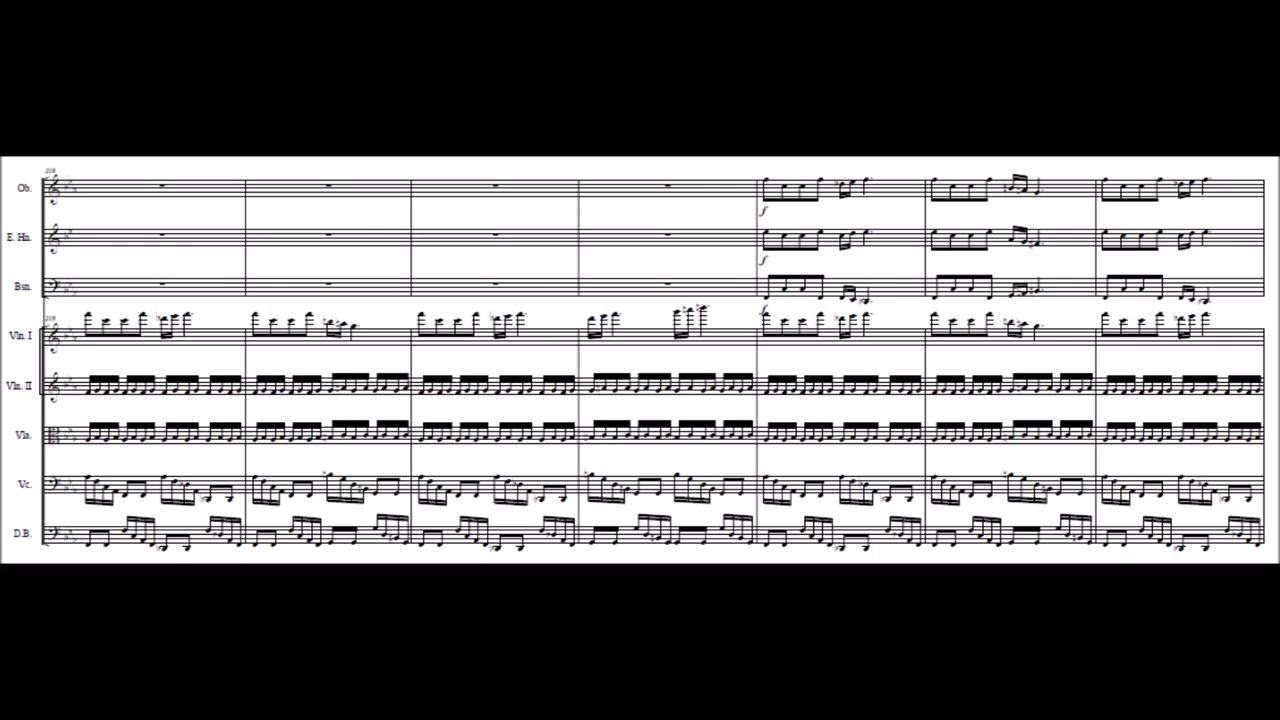 Ob.
E. Hn.
Bsn.
Vln. I
Vln. II
Vla.
Vc.
D.B.
f
f
f